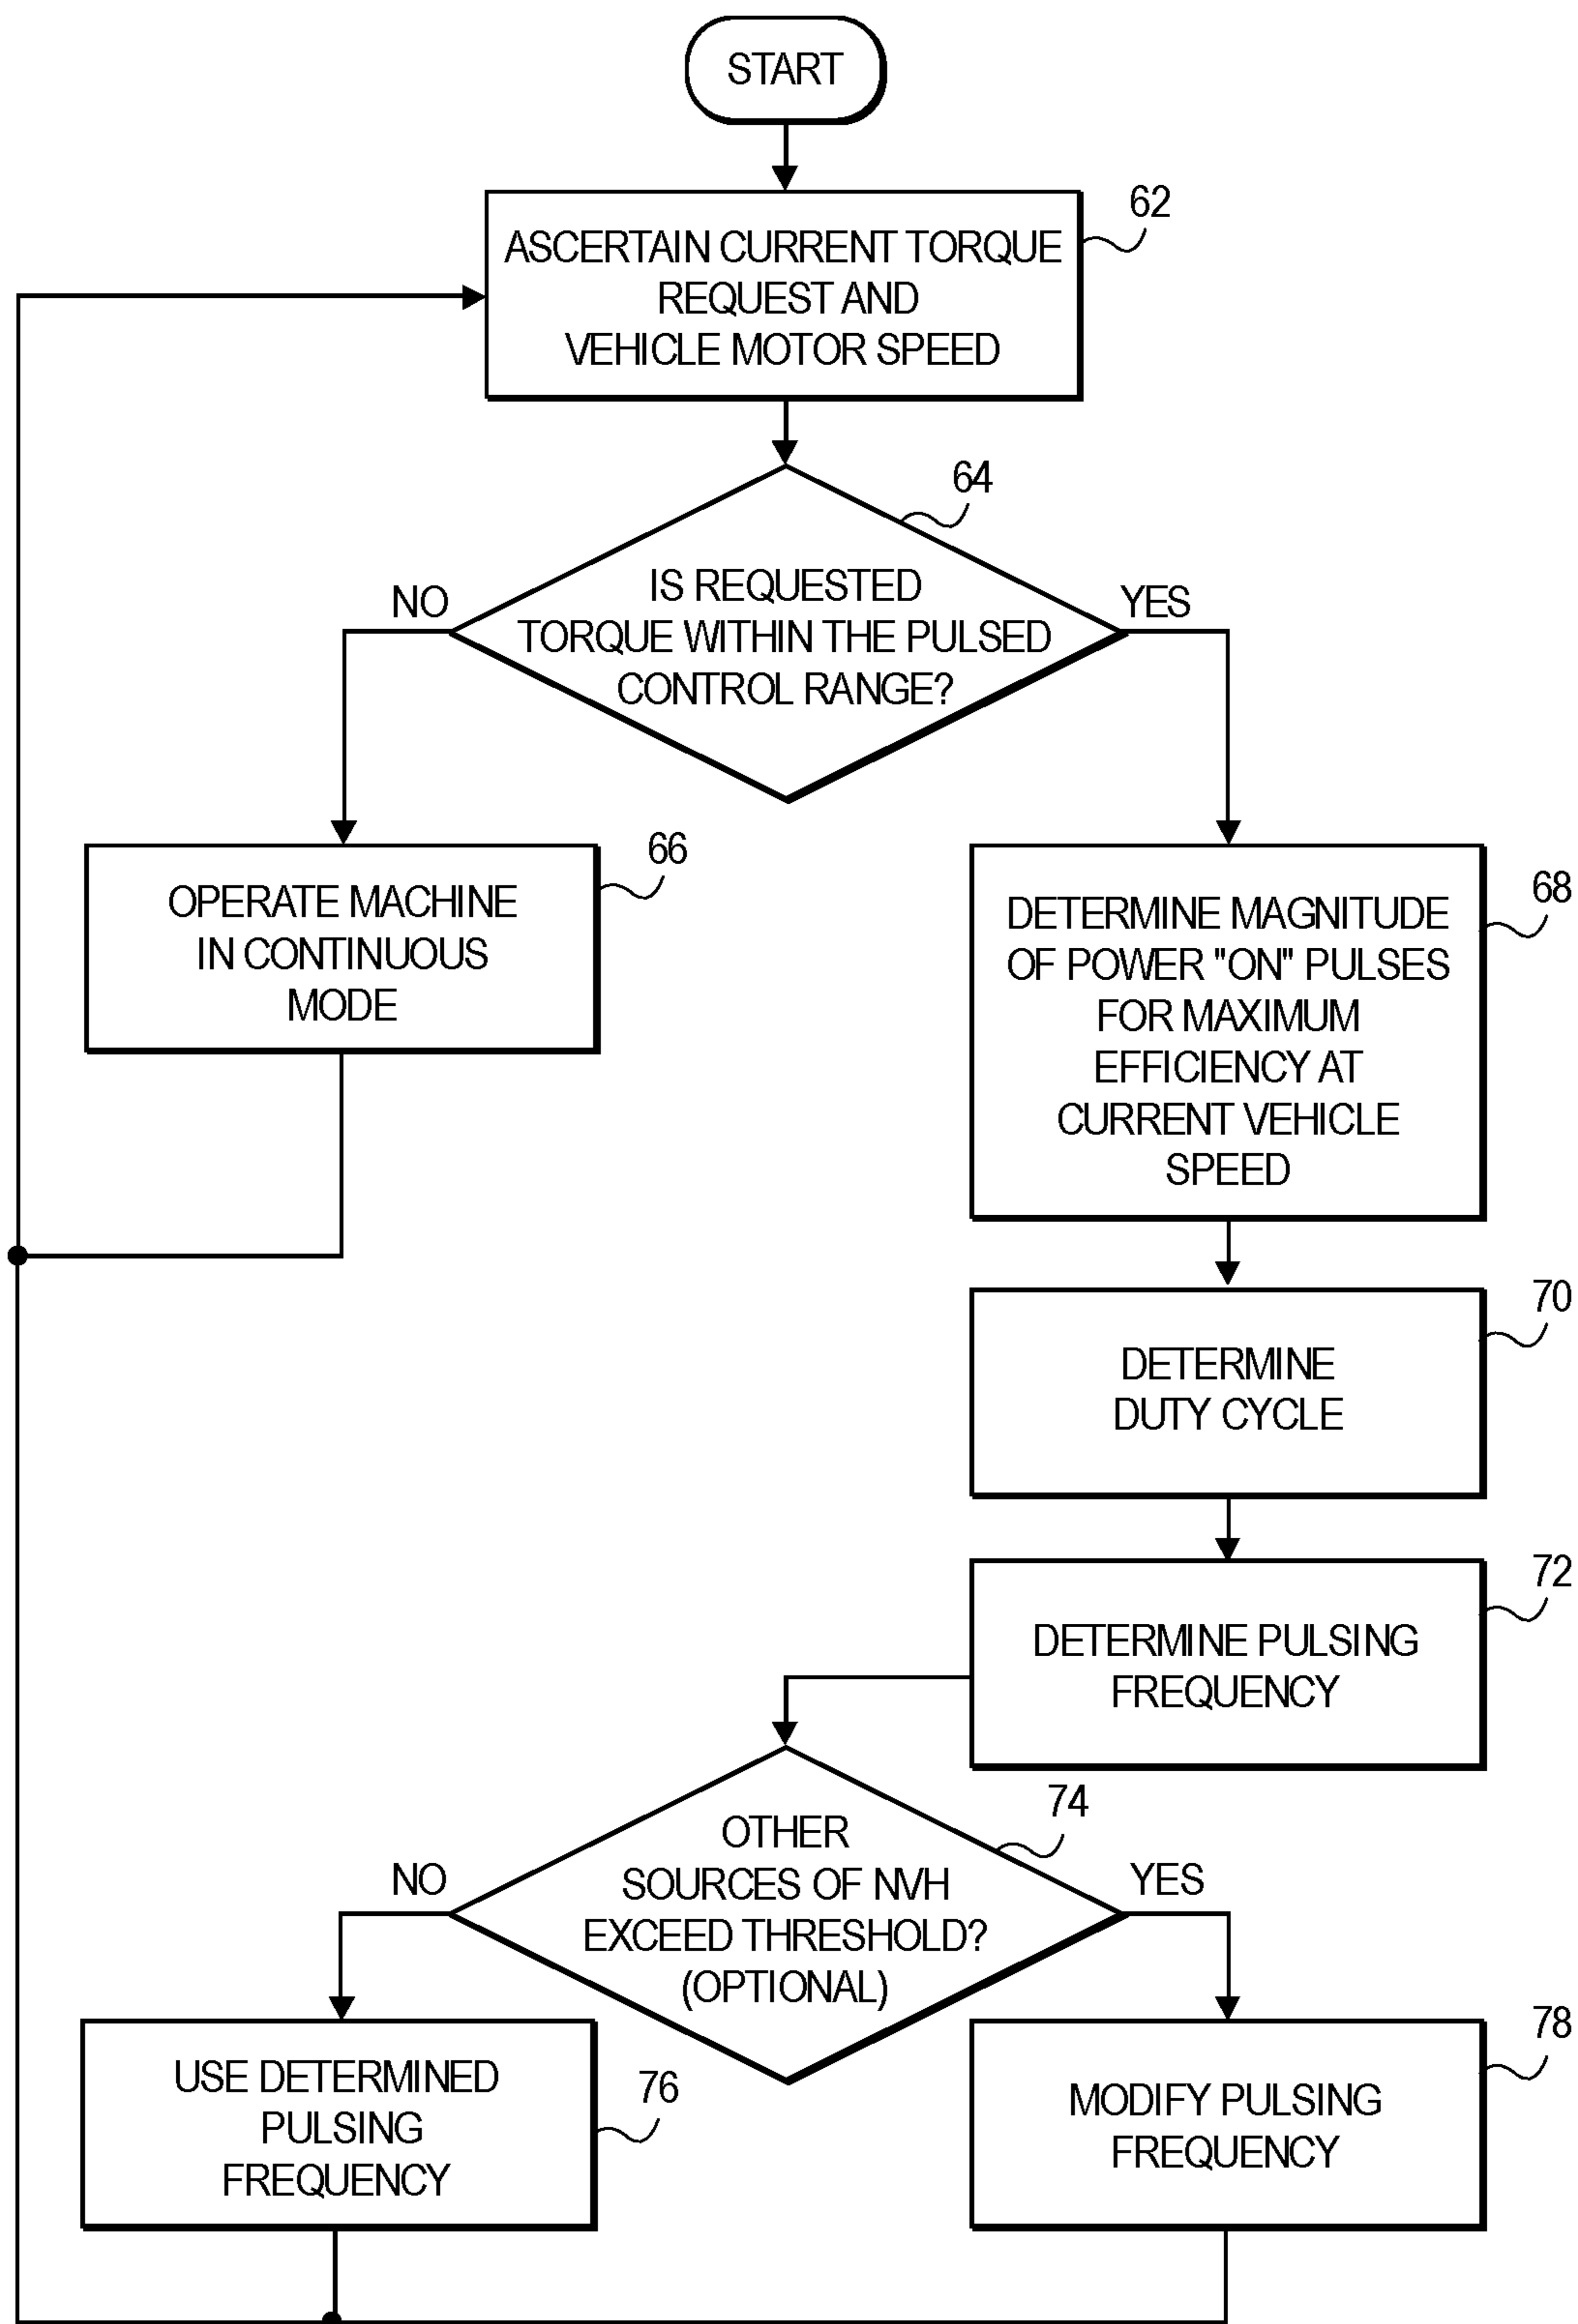 START
62
ASCERTAIN CURRENT TORQUE
REQUEST AND
VEHICLE MOTOR SPEED
64
IS REQUESTED
TORQUE WITHIN THE PULSED
CONTROL RANGE?
NO
YES
66
OPERATE MACHINE
IN CONTINUOUS
MODE
68
DETERMINE MAGNITUDE
OF POWER "ON" PULSES
FOR MAXIMUM
EFFICIENCY AT
CURRENT VEHICLE
SPEED
70
DETERMINE
DUTY CYCLE
72
DETERMINE PULSING
FREQUENCY
74
OTHER
SOURCES OF NVH
EXCEED THRESHOLD?
(OPTIONAL)
NO
YES
76
USE DETERMINED
PULSING
FREQUENCY
78
MODIFY PULSING
FREQUENCY